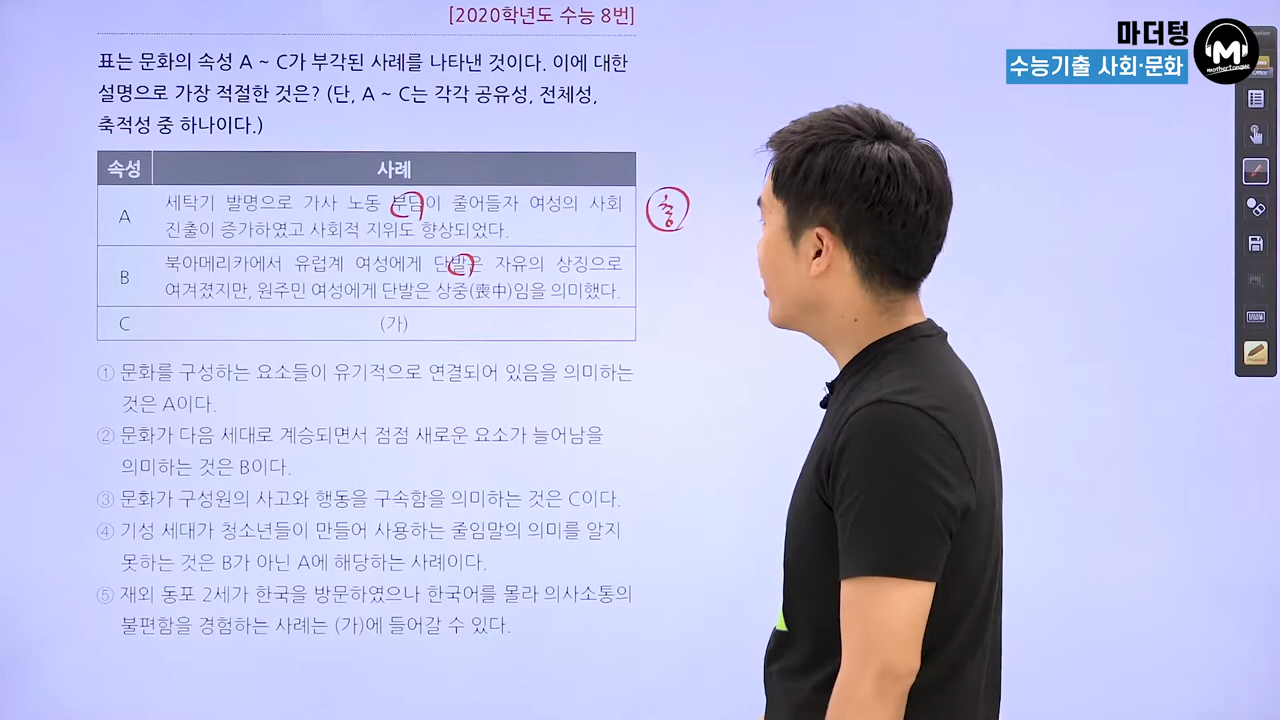 [2020학년도 수능 8번]
마더텅
수능기출 사회·문화
표는 문화의 속성 A ~ C가 부각된 사례를 나타낸 것이다. 이에 대한
설명으로 가장 적절한 것은? (단, A ~ C는 각각 공유성, 전체성,
축적성 중 하나이다.)
속성 사례
A 세탁기 발명으로 가사 노동 부담이 줄어들자 여성의 사회
진출이 증가하였고 사회적 지위도 향상되었다.
B 북아메리카에서 유럽계 여성에게 단발은 자유의 상징으로
여겨졌지만, 원주민 여성에게 단발은 상중(喪中)임을 의미했다.
C (가)
① 문화를 구성하는 요소들이 유기적으로 연결되어 있음을 의미하는
것은 A이다.
② 문화가 다음 세대로 계승되면서 점점 새로운 요소가 늘어남을
의미하는 것은 B이다.
③ 문화가 구성원의 사고와 행동을 구속함을 의미하는 것은 C이다.
④ 기성 세대가 청소년들이 만들어 사용하는 줄임말의 의미를 알지
못하는 것은 B가 아닌 A에 해당하는 사례이다.
⑤ 재외 동포 2세가 한국을 방문하였으나 한국어를 몰라 의사소통의
불편함을 경험하는 사례는 (가)에 들어갈 수 있다.